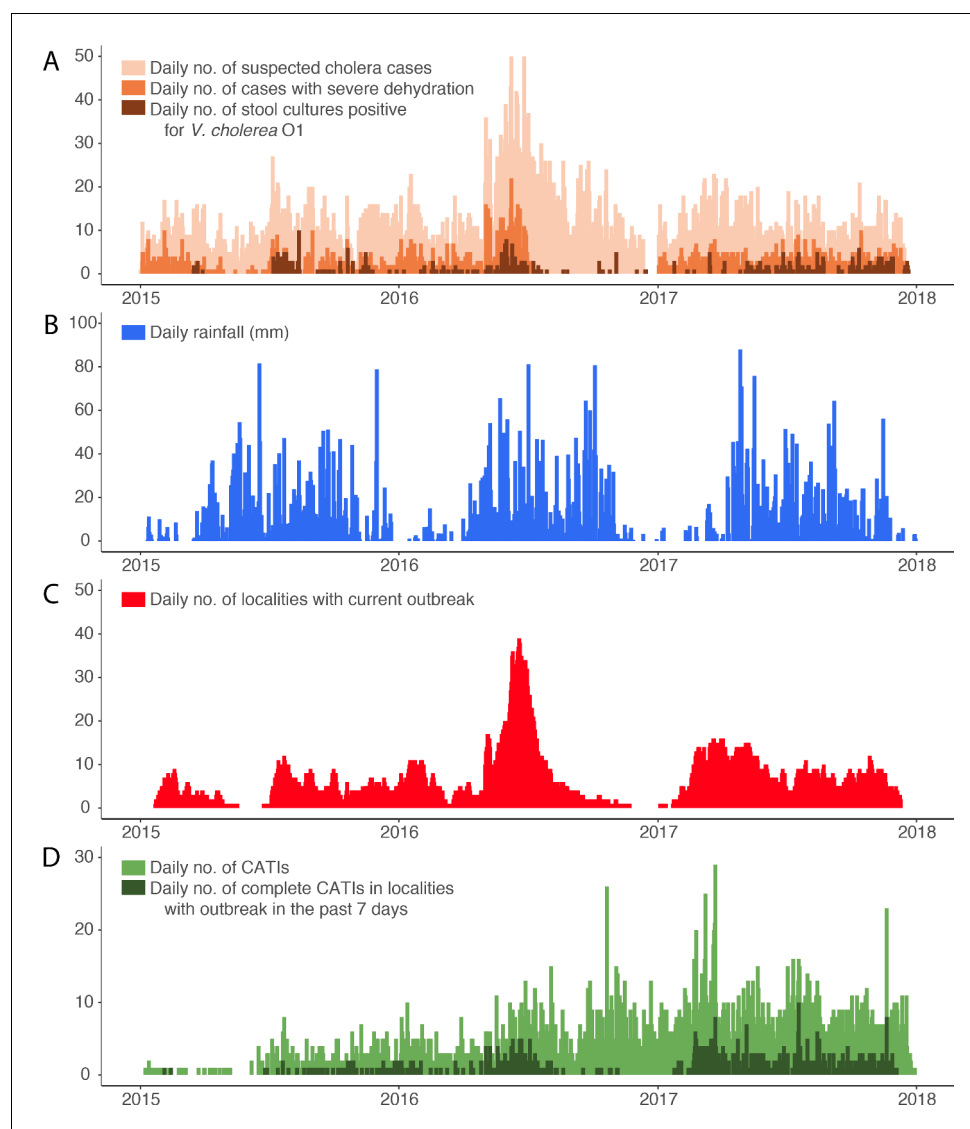 A
50
40
30
20
10
0
Daily no. of suspected cholera cases
Daily no. of cases with severe dehydration
Daily no. of stool cultures positive
for V. cholerea O1
2015 2016 2017 2018
B
100
80
60
40
20
0
Daily rainfall (mm)
2015 2016 2017 2018
C
50
40
30
20
10
0
Daily no. of localities with current outbreak
2015 2016 2017 2018
D
30
20
10
0
Daily no. of CATIs
Daily no. of complete CATIs in localities
with outbreak in the past 7 days
2015 2016 2017 2018